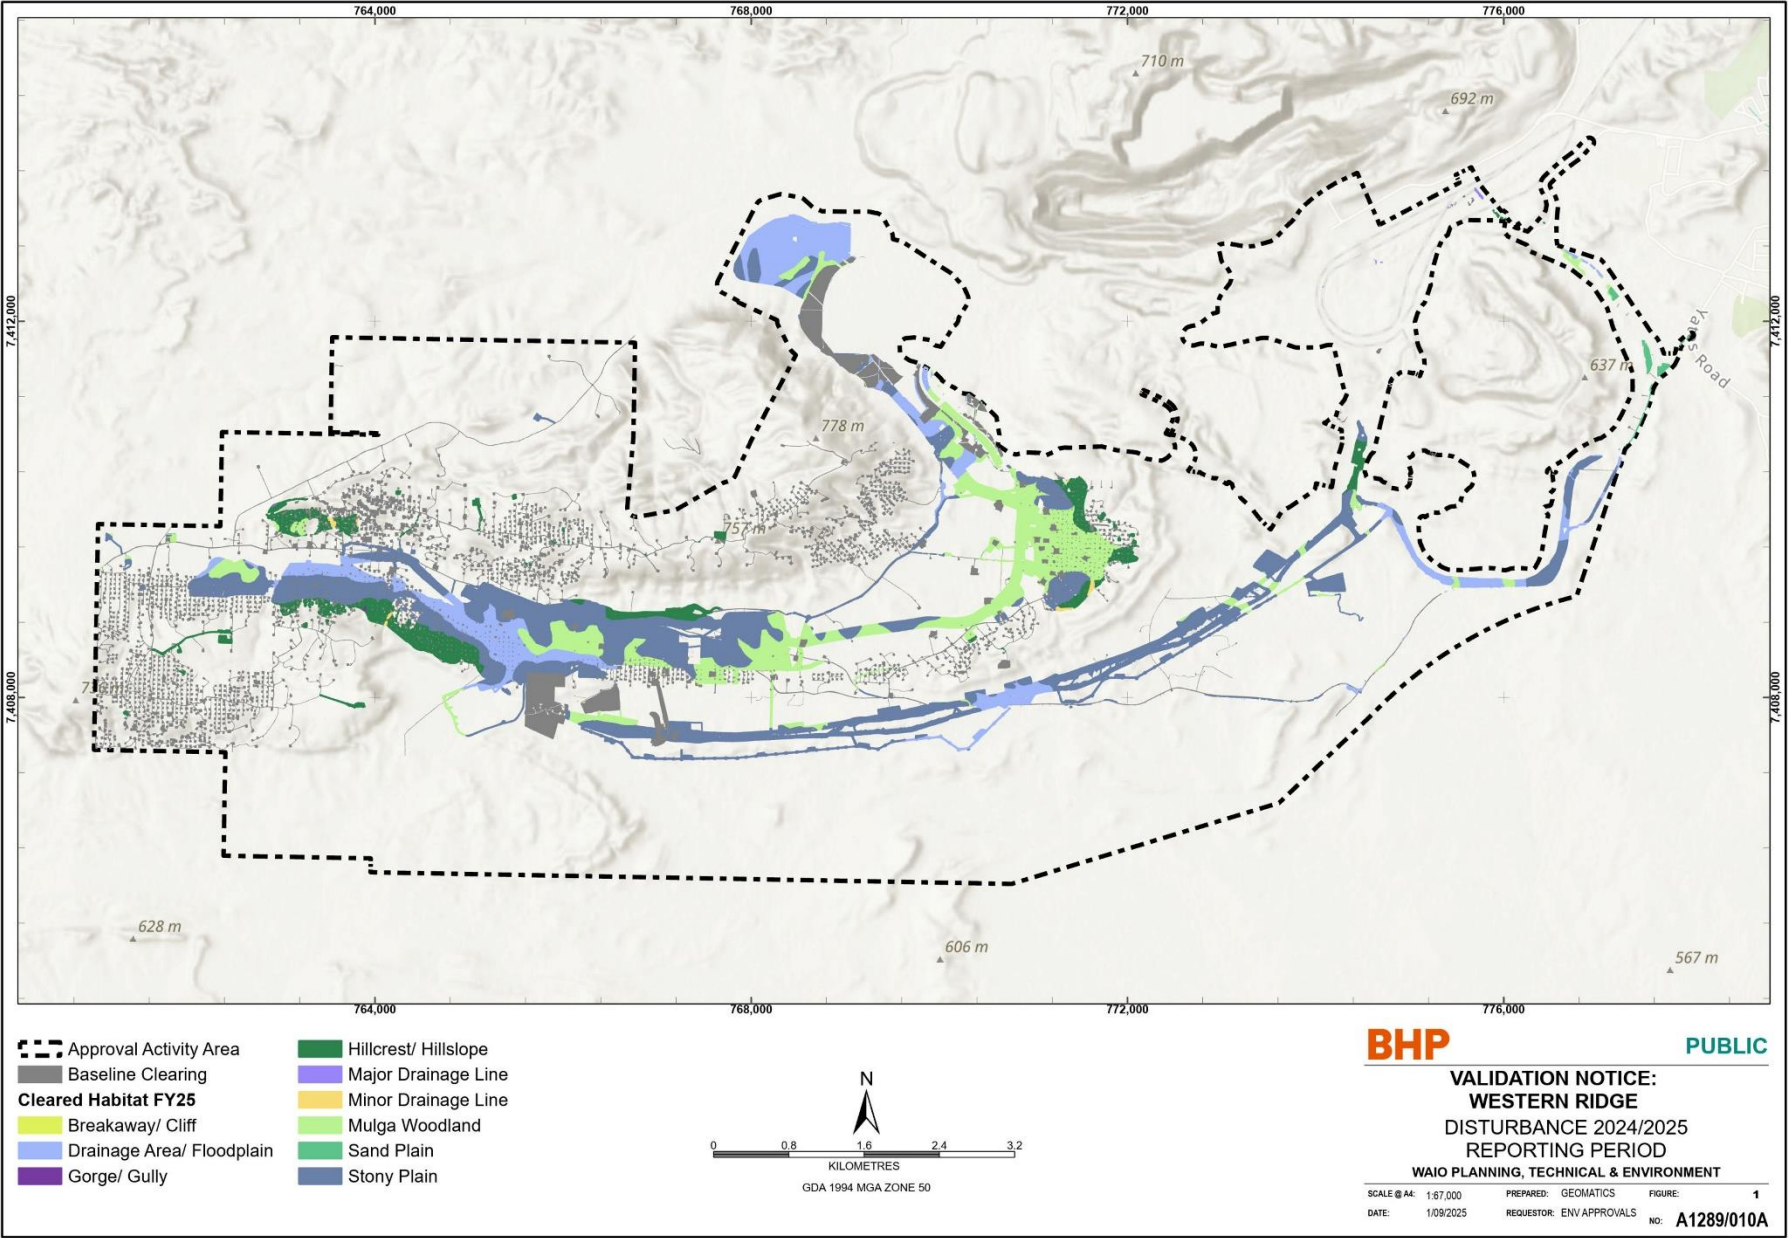 764,000
768,000
772,000
776,000
710 m
692 m
7,412,000
7,412,000
Yates Road
637 m
778 m
757 m
7,408,000
7,408,000
628 m
606 m
567 m
764,000
768,000
772,000
776,000
Approval Activity Area
Baseline Clearing
Cleared Habitat FY25
Breakaway/ Cliff
Drainage Area/ Floodplain
Gorge/ Gully
Hillcrest/ Hillslope
Major Drainage Line
Minor Drainage Line
Mulga Woodland
Sand Plain
Stony Plain
N
0 0.8 1.6 2.4 3.2
KILOMETRES
GDA 1994 MGA ZONE 50
BHP
PUBLIC
VALIDATION NOTICE:
WESTERN RIDGE
DISTURBANCE 2024/2025
REPORTING PERIOD
WAIO PLANNING, TECHNICAL & ENVIRONMENT
SCALE @ A4: 1:67,000 PREPARED: GEOMATICS FIGURE: 1
DATE: 1/09/2025 REQUESTOR: ENV APPROVALS NO: A1289/010A